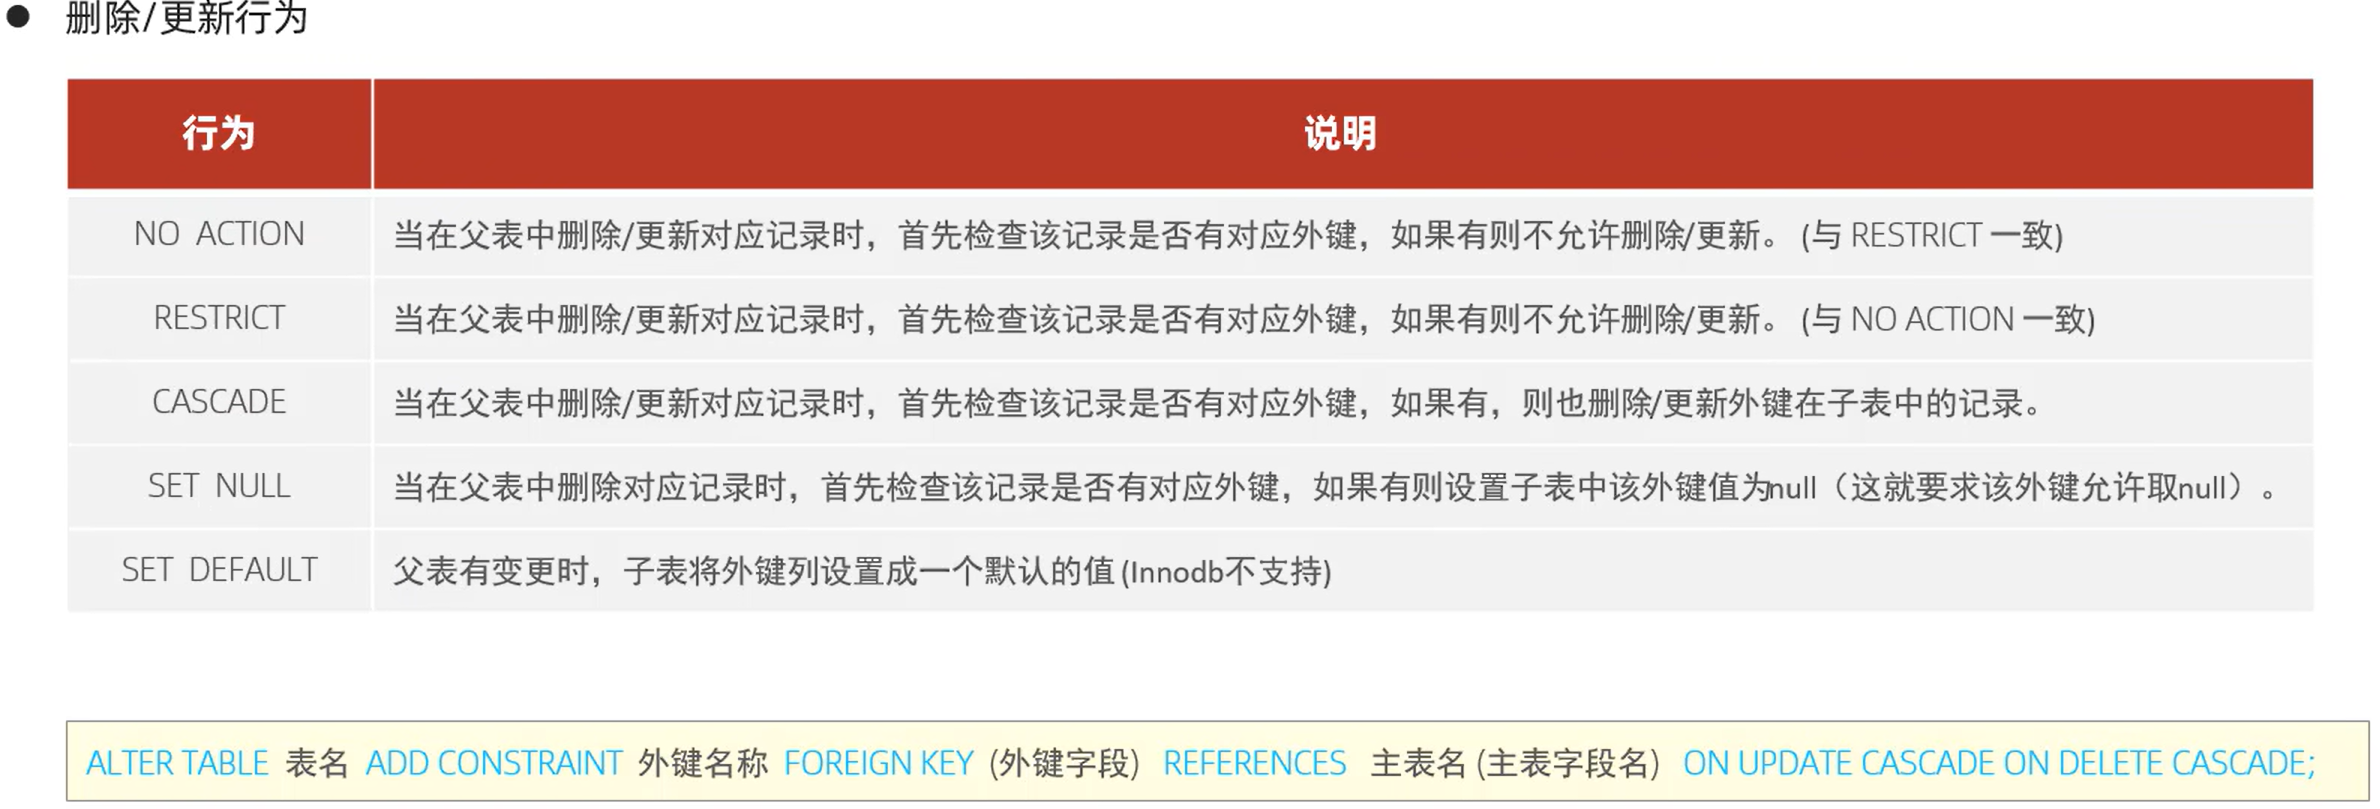 ● 删除/更新行为
行为 说明
NO ACTION 当在父表中删除/更新对应记录时，首先检查该记录是否有对应外键，如果有则不允许删除/更新。 (与 RESTRICT 一致)
RESTRICT 当在父表中删除/更新对应记录时，首先检查该记录是否有对应外键，如果有则不允许删除/更新。 (与 NO ACTION 一致)
CASCADE 当在父表中删除/更新对应记录时，首先检查该记录是否有对应外键，如果有，则也删除/更新外键在子表中的记录。
SET NULL 当在父表中删除对应记录时，首先检查该记录是否有对应外键，如果有则设置子表中该外键值为null（这就要求该外键允许取null）。
SET DEFAULT 父表有变更时，子表将外键列设置成一个默认的值 (Innodb不支持)
ALTER TABLE 表名 ADD CONSTRAINT 外键名称 FOREIGN KEY (外键字段) REFERENCES 主表名 (主表字段名) ON UPDATE CASCADE ON DELETE CASCADE;